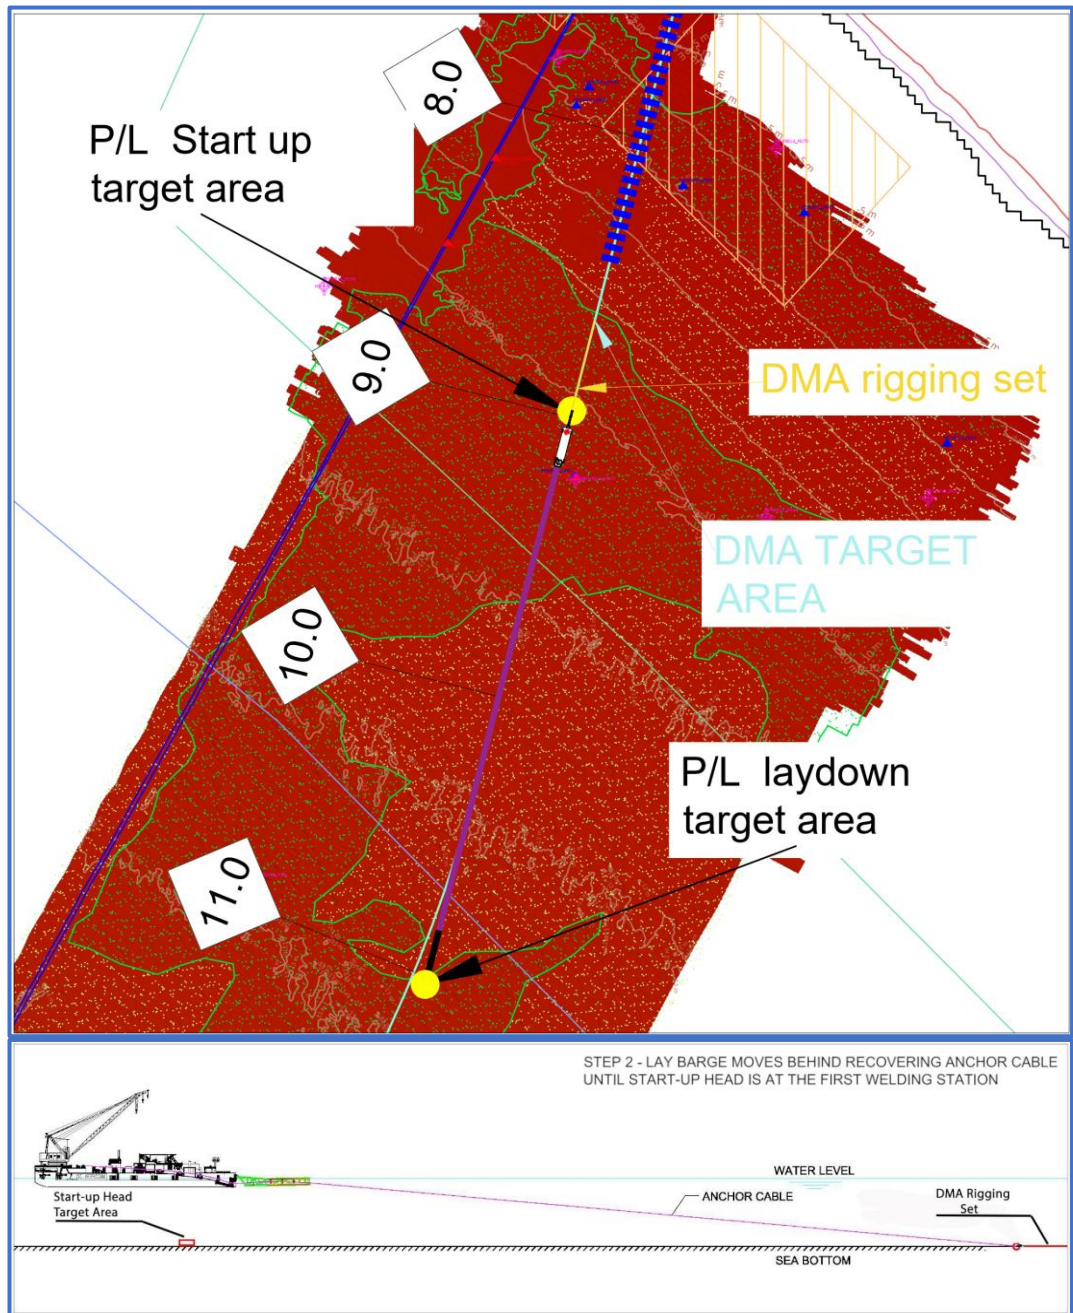 8.0
P/L Start up
target area
9.0
DMA rigging set
DMA TARGET
AREA
10.0
P/L laydown
target area
11.0
STEP 2 - LAY BARGE MOVES BEHIND RECOVERING ANCHOR CABLE
UNTIL START-UP HEAD IS AT THE FIRST WELDING STATION
WATER LEVEL
Start-up Head
Target Area
ANCHOR CABLE
DMA Rigging
Set
SEA BOTTOM